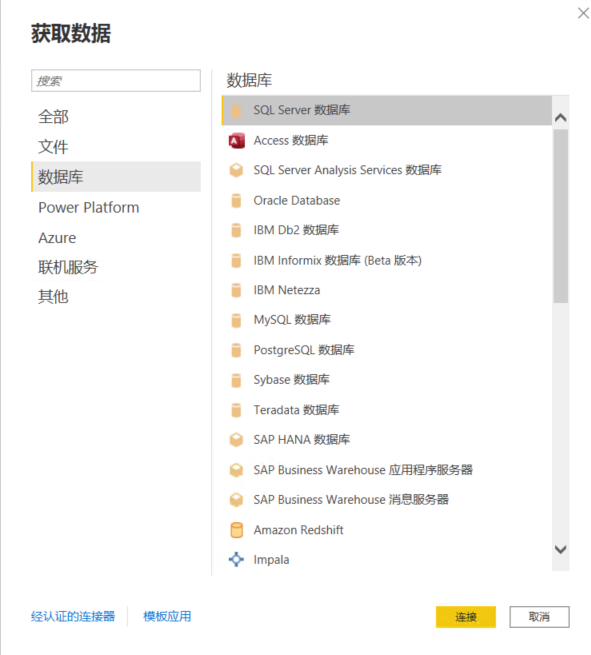 获取数据
搜索
全部
文件
数据库
Power Platform
Azure
联机服务
其他
数据库
SQL Server 数据库
Access 数据库
SQL Server Analysis Services 数据库
Oracle Database
IBM Db2 数据库
IBM Informix 数据库 (Beta 版本)
IBM Netezza
MySQL 数据库
PostgreSQL 数据库
Sybase 数据库
Teradata 数据库
SAP HANA 数据库
SAP Business Warehouse 应用程序服务器
SAP Business Warehouse 消息服务器
Amazon Redshift
Impala
经认证的连接器
模板应用
连接
取消